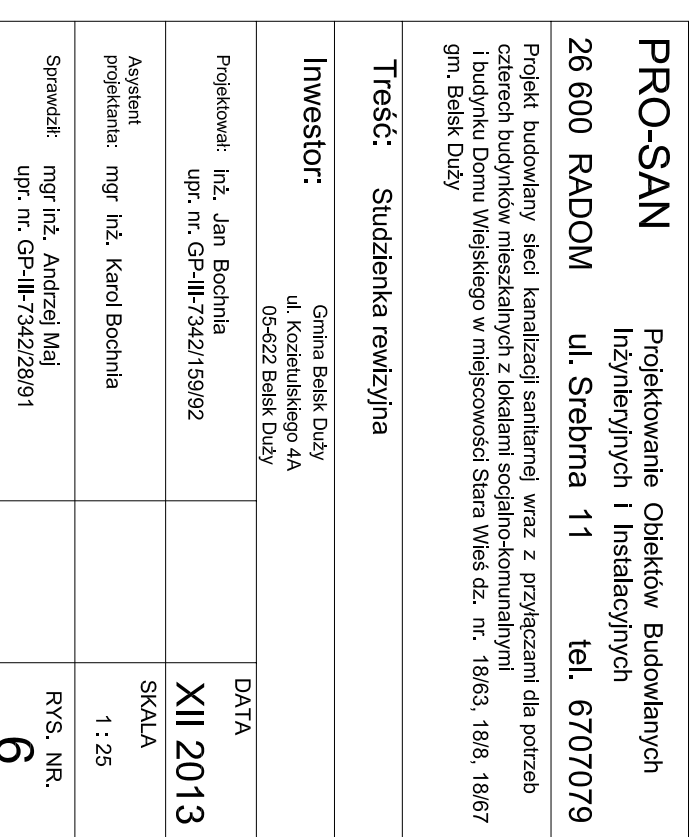 PRO-SAN
Projektowanie Obiektów Budowlanych
Inżynieryjnych i Instalacyjnych
26 600 RADOM ul. Srebrna 11 tel. 6707079
Projekt budowlany sieci kanalizacji sanitarnej wraz z przyłączami dla potrzeb
czterech budynków mieszkalnych z lokalami socjalno-komunalnymi
i budynku Domu Wiejskiego w miejscowości Stara Wieś dz. nr. 18/63, 18/8, 18/67
gm. Belsk Duży
Treść: Studzienka rewizyjna
Inwestor:
Gmina Belsk Duży
ul. Kozietulskiego 4A
05-622 Belsk Duży
Projektował: inż. Jan Bochnia
upr. nr. GP-III-7342/159/92
DATA
XII 2013
Asystent
projektanta: mgr inż. Karol Bochnia
SKALA
1 : 25
Sprawdził: mgr inż. Andrzej Maj
upr. nr. GP-III-7342/28/91
RYS. NR.
6